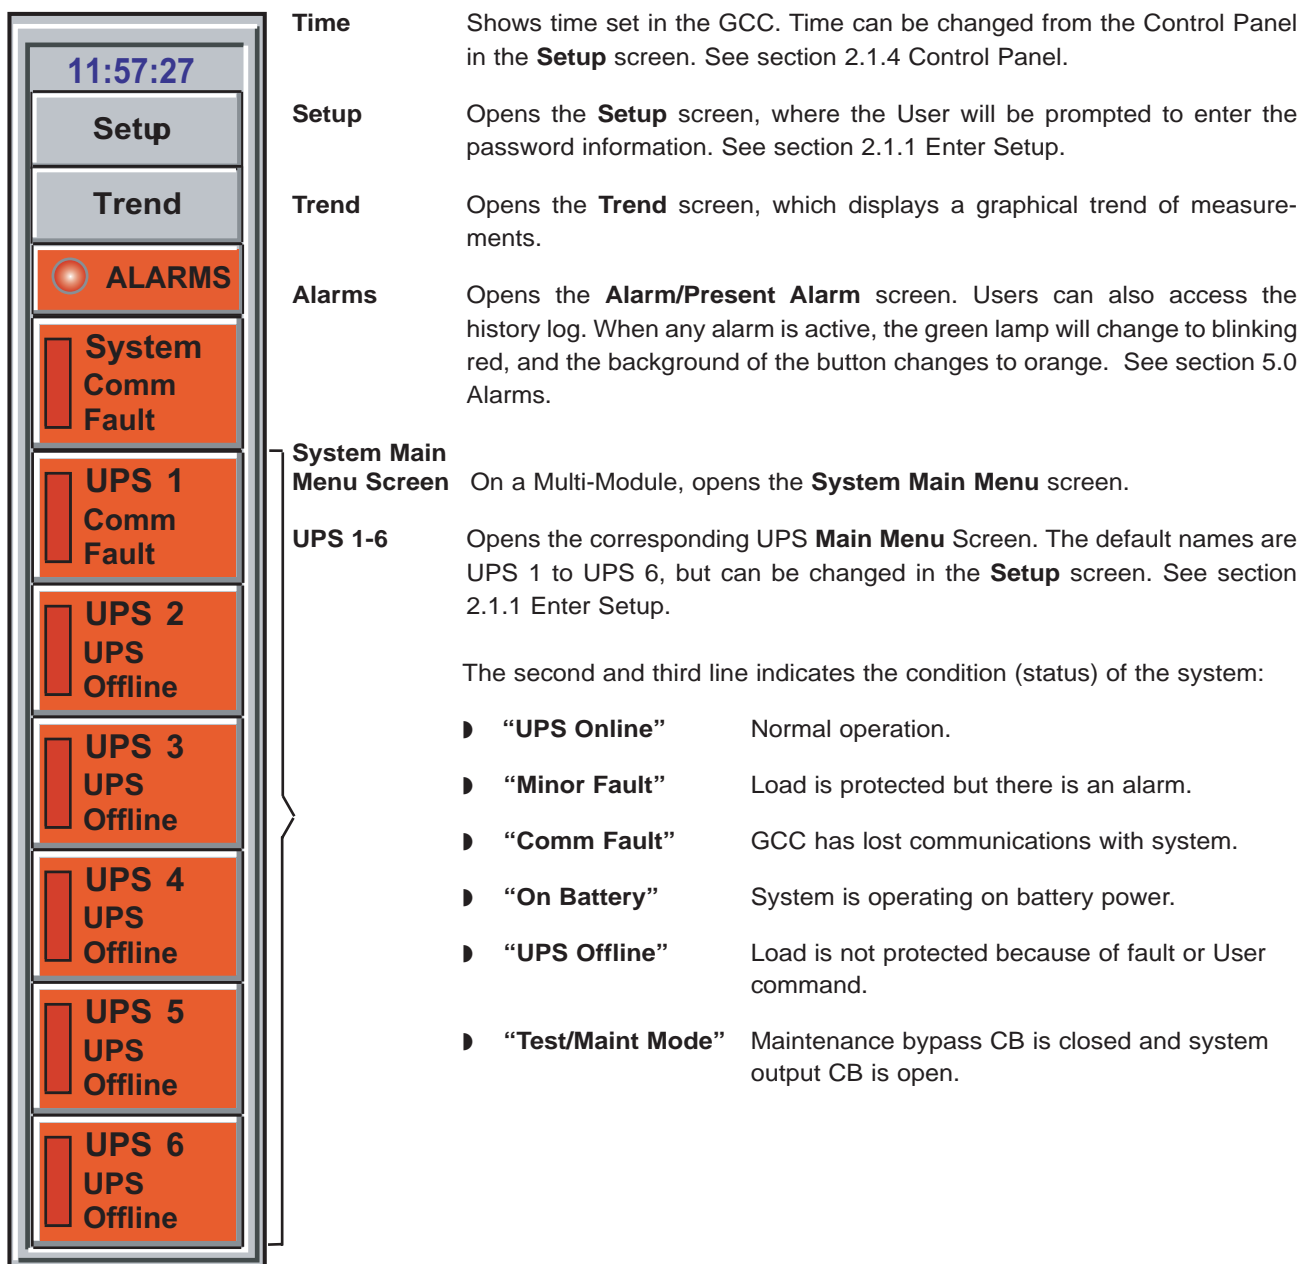 11:57:27
Setup
Trend
ALARMS
System
Comm
Fault
UPS 1
Comm
Fault
UPS 2
UPS
Offline
UPS 3
UPS
Offline
UPS 4
UPS
Offline
UPS 5
UPS
Offline
UPS 6
UPS
Offline
Time Shows time set in the GCC. Time can be changed from the Control Panel
in the Setup screen. See section 2.1.4 Control Panel.
Setup Opens the Setup screen, where the User will be prompted to enter the
password information. See section 2.1.1 Enter Setup.
Trend Opens the Trend screen, which displays a graphical trend of measure-
ments.
Alarms Opens the Alarm/Present Alarm screen. Users can also access the
history log. When any alarm is active, the green lamp will change to blinking
red, and the background of the button changes to orange. See section 5.0
Alarms.
System Main
Menu Screen On a Multi-Module, opens the System Main Menu screen.
UPS 1-6 Opens the corresponding UPS Main Menu Screen. The default names are
UPS 1 to UPS 6, but can be changed in the Setup screen. See section
2.1.1 Enter Setup.
The second and third line indicates the condition (status) of the system:
◗ “UPS Online” Normal operation.
◗ “Minor Fault” Load is protected but there is an alarm.
◗ “Comm Fault” GCC has lost communications with system.
◗ “On Battery” System is operating on battery power.
◗ “UPS Offline” Load is not protected because of fault or User
command.
◗ “Test/Maint Mode” Maintenance bypass CB is closed and system
output CB is open.